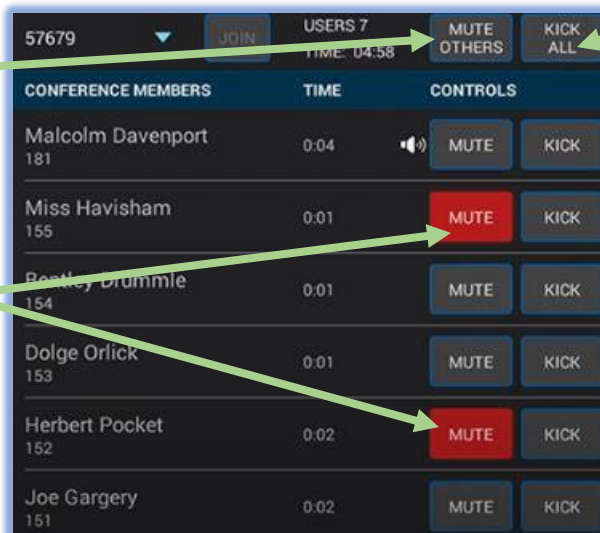 57679 JOIN USERS 7 MUTE OTHERS KICK ALL
TIME: 04:58
CONFERENCE MEMBERS TIME CONTROLS
Malcolm Davenport 0:04 MUTE KICK
181
Miss Havisham 0:01 MUTE KICK
155
Bentley Drummle 0:01 MUTE KICK
154
Dolge Orlick 0:01 MUTE KICK
153
Herbert Pocket 0:02 MUTE KICK
152
Joe Gargery 0:02 MUTE KICK
151